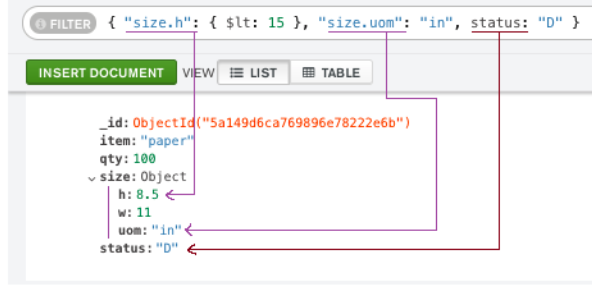 FILTER { "size.h": { $lt: 15 }, "size.uom": "in", status: "D" }
INSERT DOCUMENT VIEW LIST TABLE
_id: ObjectId("5a149d6ca769896e78222e6b")
item: "paper"
qty: 100
size: Object
h: 8.5
w: 11
uom: "in"
status: "D"